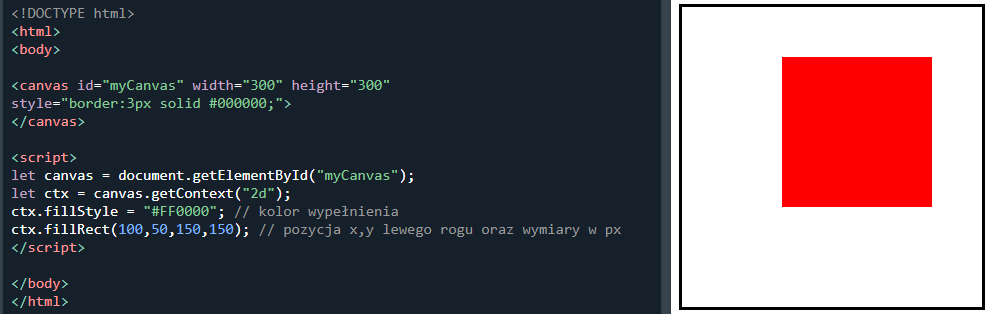 <!DOCTYPE html>
<html>
<body>
<canvas id="myCanvas" width="300" height="300"
style="border:3px solid #000000;">
</canvas>
<script>
let canvas = document.getElementById("myCanvas");
let ctx = canvas.getContext("2d");
ctx.fillStyle = "#FF0000"; // kolor wypełnienia
ctx.fillRect(100,50,150,150); // pozycja x,y lewego rogu oraz wymiary w px
</script>
</body>
</html>